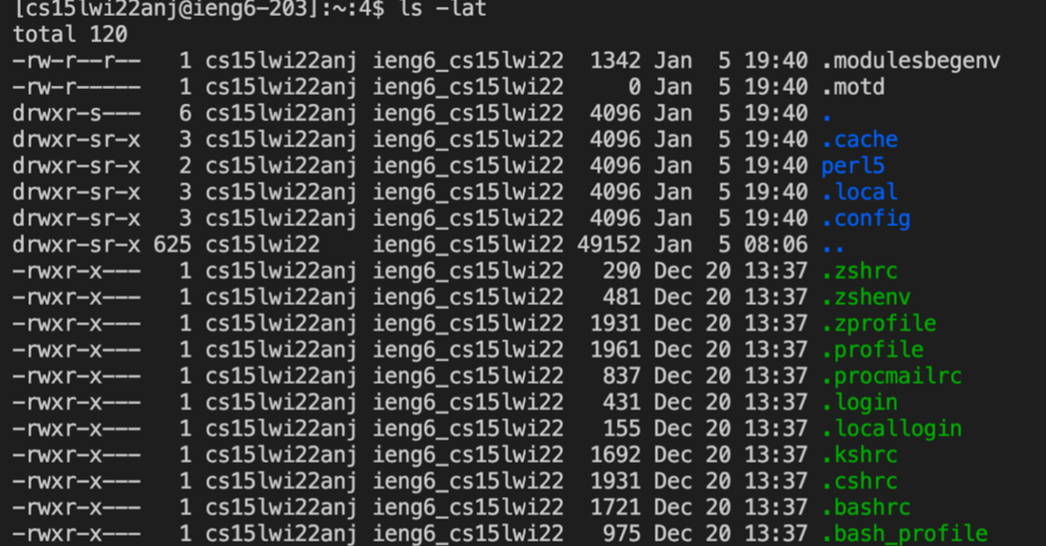 [cs15lwi22anj@ieng6-203]:~:4$ ls -lat
total 120
-rw-r--r-- 1 cs15lwi22anj ieng6_cs15lwi22 1342 Jan 5 19:40 .modulesbegenv
-rw-r----- 1 cs15lwi22anj ieng6_cs15lwi22 0 Jan 5 19:40 .motd
drwxr-s--- 6 cs15lwi22anj ieng6_cs15lwi22 4096 Jan 5 19:40 .
drwxr-sr-x 3 cs15lwi22anj ieng6_cs15lwi22 4096 Jan 5 19:40 .cache
drwxr-sr-x 2 cs15lwi22anj ieng6_cs15lwi22 4096 Jan 5 19:40 perl5
drwxr-sr-x 3 cs15lwi22anj ieng6_cs15lwi22 4096 Jan 5 19:40 .local
drwxr-sr-x 3 cs15lwi22anj ieng6_cs15lwi22 4096 Jan 5 19:40 .config
drwxr-sr-x 625 cs15lwi22 ieng6_cs15lwi22 49152 Jan 5 08:06 ..
-rwxr-x--- 1 cs15lwi22anj ieng6_cs15lwi22 290 Dec 20 13:37 .zshrc
-rwxr-x--- 1 cs15lwi22anj ieng6_cs15lwi22 481 Dec 20 13:37 .zshenv
-rwxr-x--- 1 cs15lwi22anj ieng6_cs15lwi22 1931 Dec 20 13:37 .zprofile
-rwxr-x--- 1 cs15lwi22anj ieng6_cs15lwi22 1961 Dec 20 13:37 .profile
-rwxr-x--- 1 cs15lwi22anj ieng6_cs15lwi22 837 Dec 20 13:37 .procmailrc
-rwxr-x--- 1 cs15lwi22anj ieng6_cs15lwi22 431 Dec 20 13:37 .login
-rwxr-x--- 1 cs15lwi22anj ieng6_cs15lwi22 155 Dec 20 13:37 .locallogin
-rwxr-x--- 1 cs15lwi22anj ieng6_cs15lwi22 1692 Dec 20 13:37 .kshrc
-rwxr-x--- 1 cs15lwi22anj ieng6_cs15lwi22 1931 Dec 20 13:37 .cshrc
-rwxr-x--- 1 cs15lwi22anj ieng6_cs15lwi22 1721 Dec 20 13:37 .bashrc
-rwxr-x--- 1 cs15lwi22anj ieng6_cs15lwi22 975 Dec 20 13:37 .bash_profile